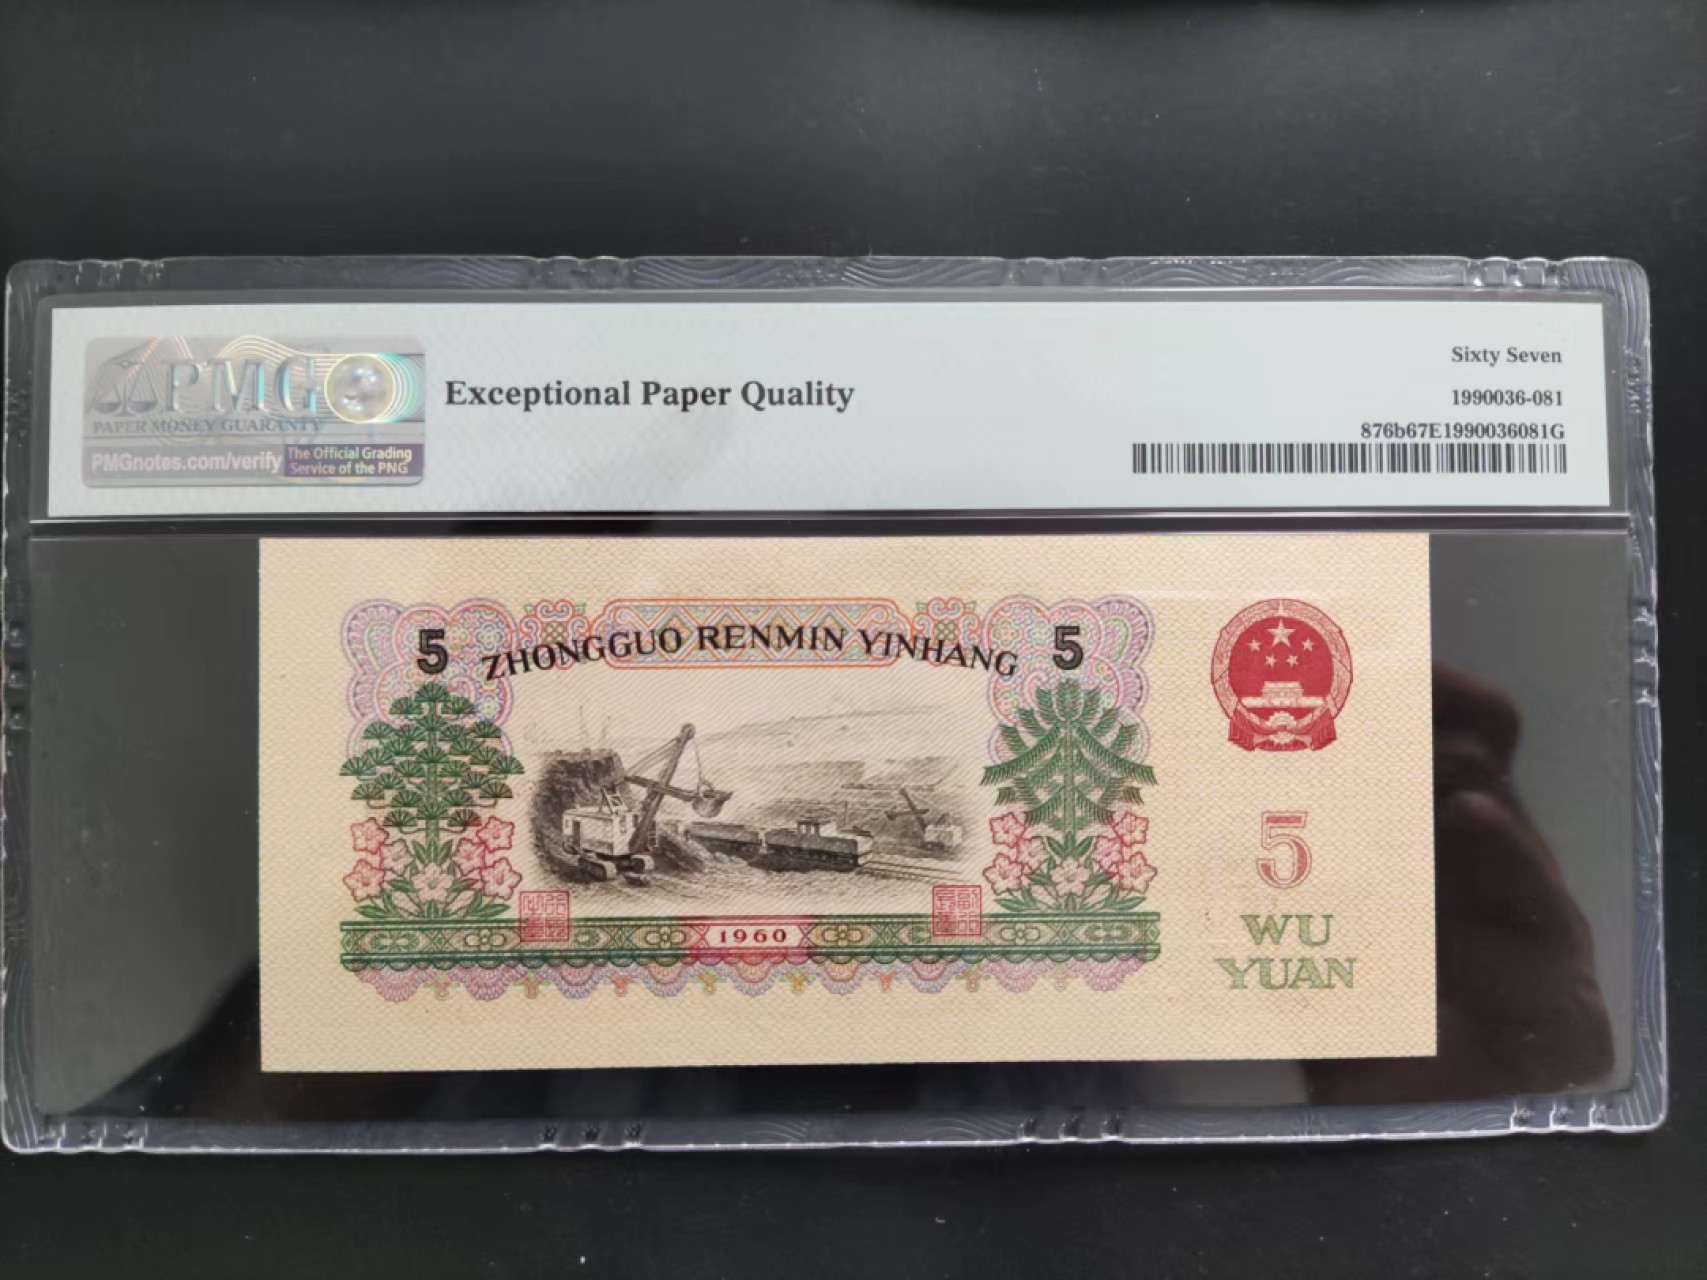 PMG
PAPER MONEY GUARANTY
PMGnotes.com/verify
The Official Grading
Service of the PNG
Exceptional Paper Quality
Sixty Seven
1990036-081
876b67E1990036081G
5 ZHONGGUO RENMIN YINHANG 5
1960
5
WU
YUAN